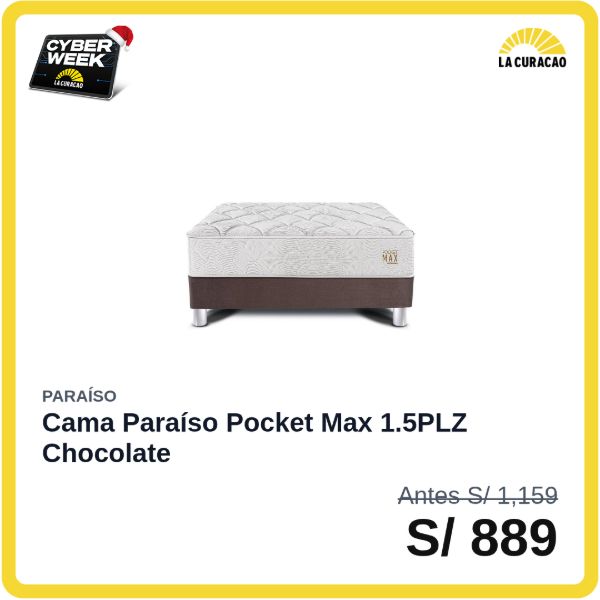 CYBER
WEEK
LA CURACAO
LA CURACAO
MAX
PARAÍSO
Cama Paraíso Pocket Max 1.5PLZ
Chocolate
Antes S/ 1,159
S/ 889